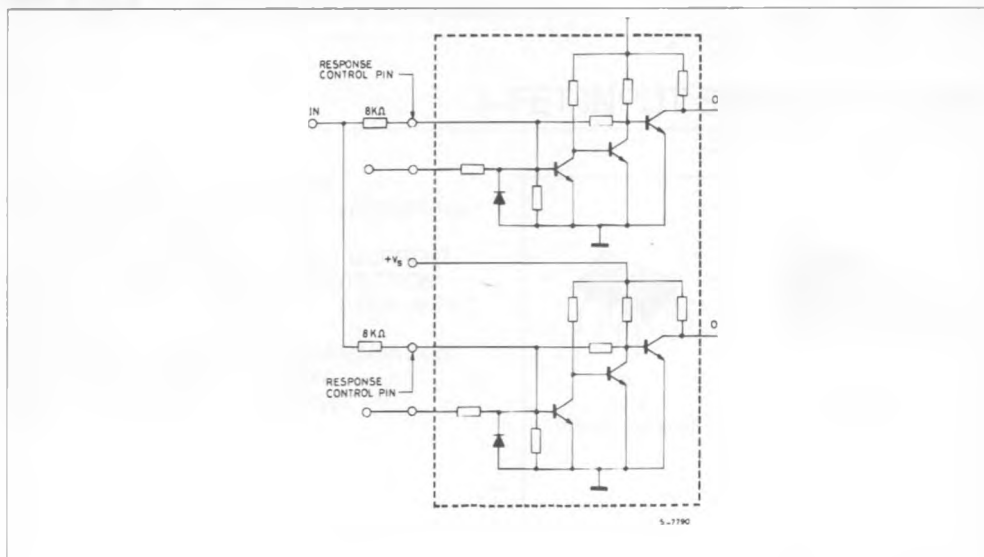 RESPONSE
CONTROL PIN
IN
8KΩ
O
+Vs
O
8KΩ
RESPONSE
CONTROL PIN
S-7790